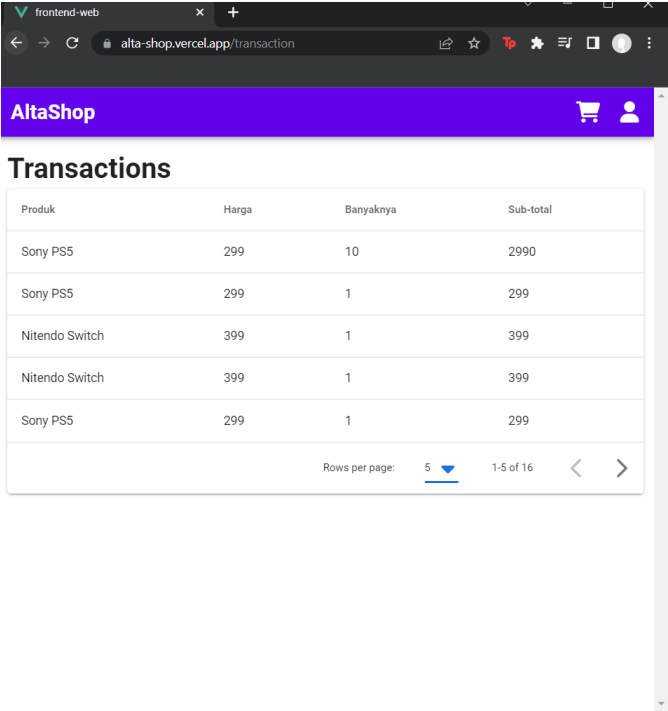 frontend-web
alta-shop.vercel.app/transaction
Tp
AltaShop
Transactions
Produk Harga Banyaknya Sub-total
Sony PS5 299 10 2990
Sony PS5 299 1 299
Nitendo Switch 399 1 399
Nitendo Switch 399 1 399
Sony PS5 299 1 299
Rows per page: 5 1-5 of 16